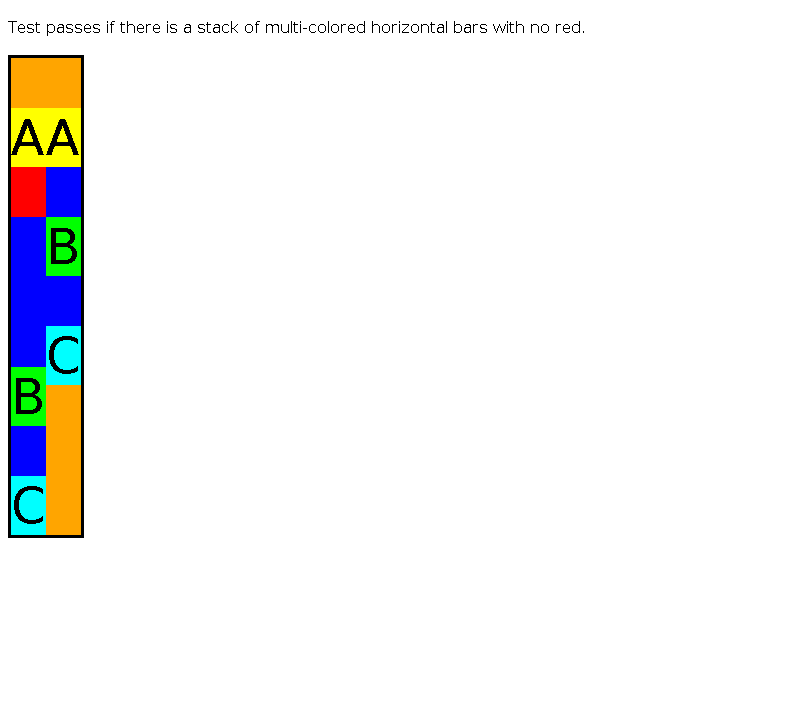 Test passes if there is a stack of multi-colored horizontal bars with no red.
AA
B
C
B
C